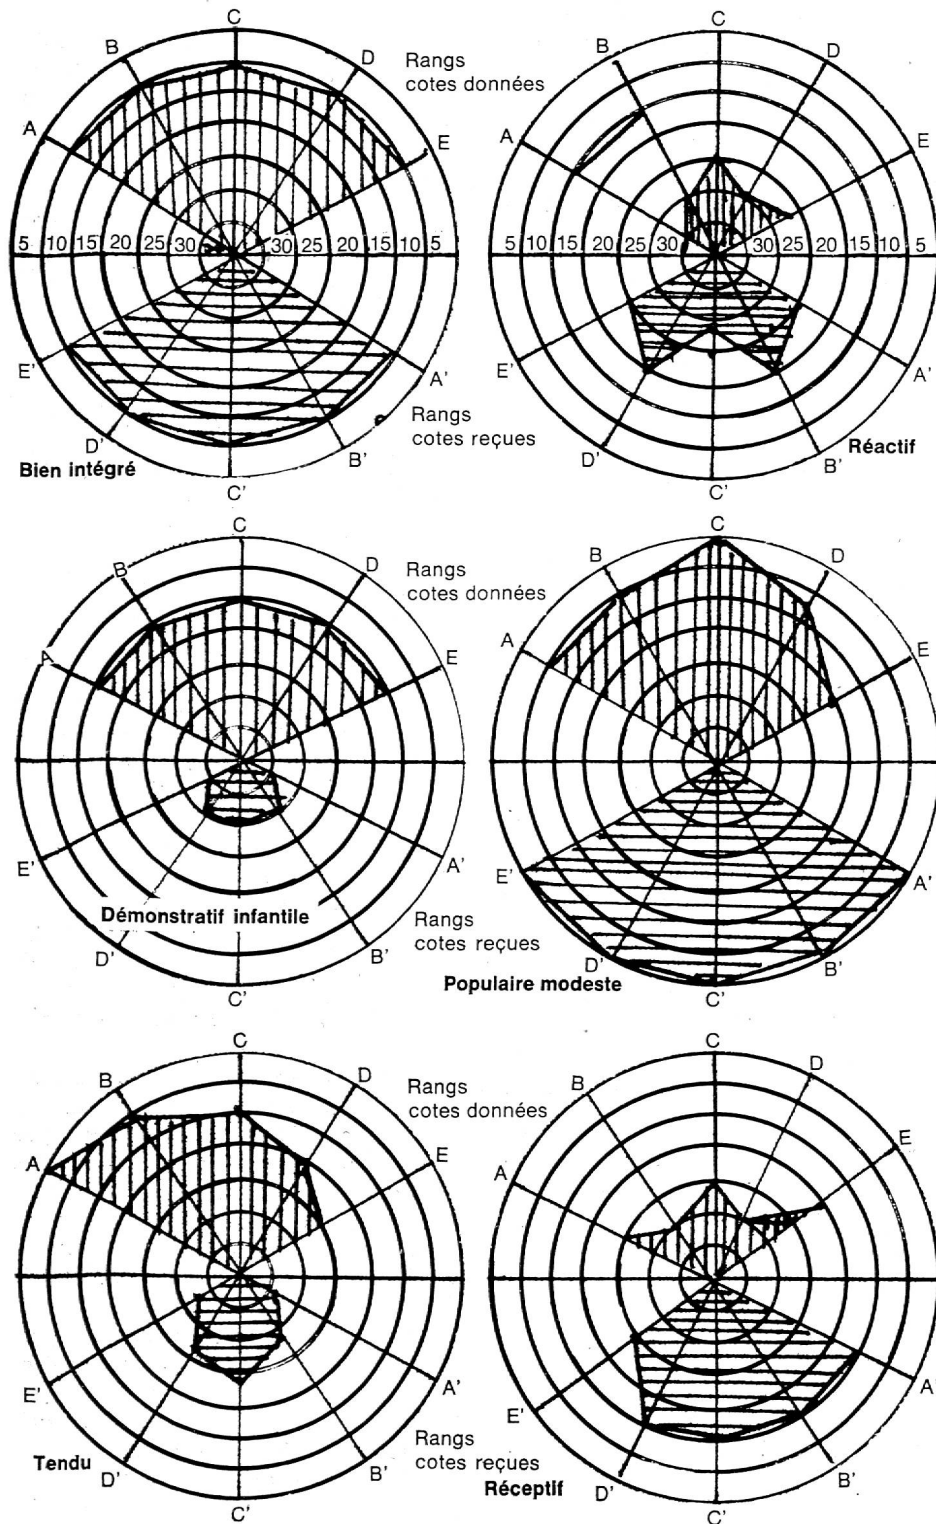 C
B
D
A
E
Rangs
cotes données
5 10 15 20 25 30 30 25 20 15 10 5
E'
A'
D'
B'
C'
Rangs
cotes reçues
Bien intégré
C
B
D
A
E
5 10 15 20 25 30 30 25 20 15 10 5
E'
A'
D'
B'
C'
Réactif
C
B
D
A
E
Rangs
cotes données
E'
A'
D'
B'
C'
Rangs
cotes reçues
Démonstratif infantile
C
B
D
A
E
E'
A'
D'
B'
C'
Populaire modeste
C
B
D
A
E
Rangs
cotes données
E'
A'
D'
B'
C'
Rangs
cotes reçues
Tendu
C
B
D
A
E
E'
A'
D'
B'
C'
Réceptif